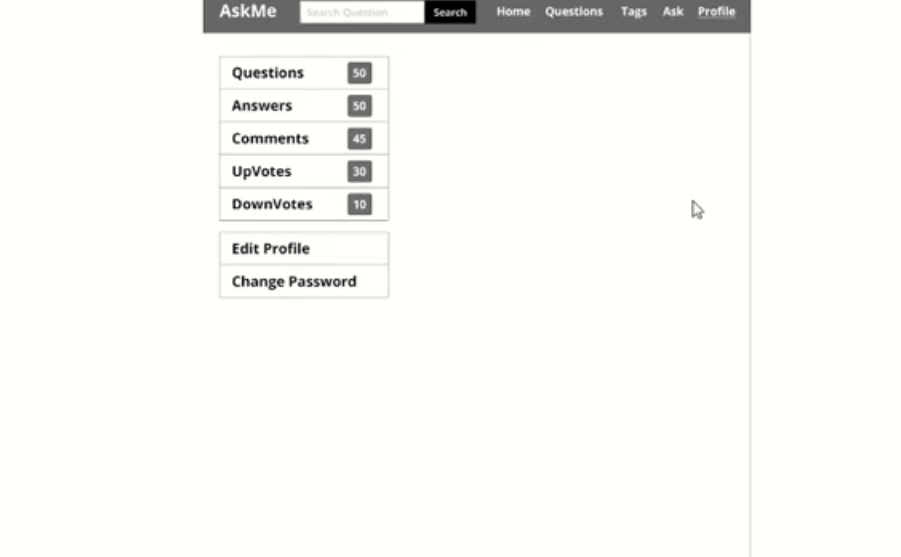 AskMe Search Question Search Home Questions Tags Ask Profile
Questions 50
Answers 50
Comments 45
UpVotes 30
DownVotes 10
Edit Profile
Change Password